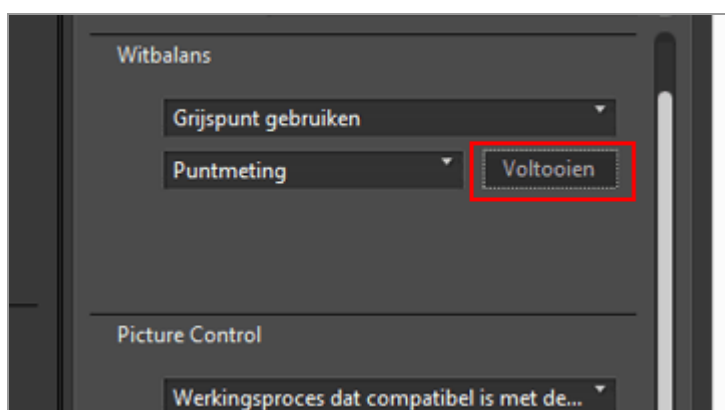 Witbalans
Grijspunt gebruiken
Puntmeting Voltooien
Picture Control
Werkingsproces dat compatibel is met de...